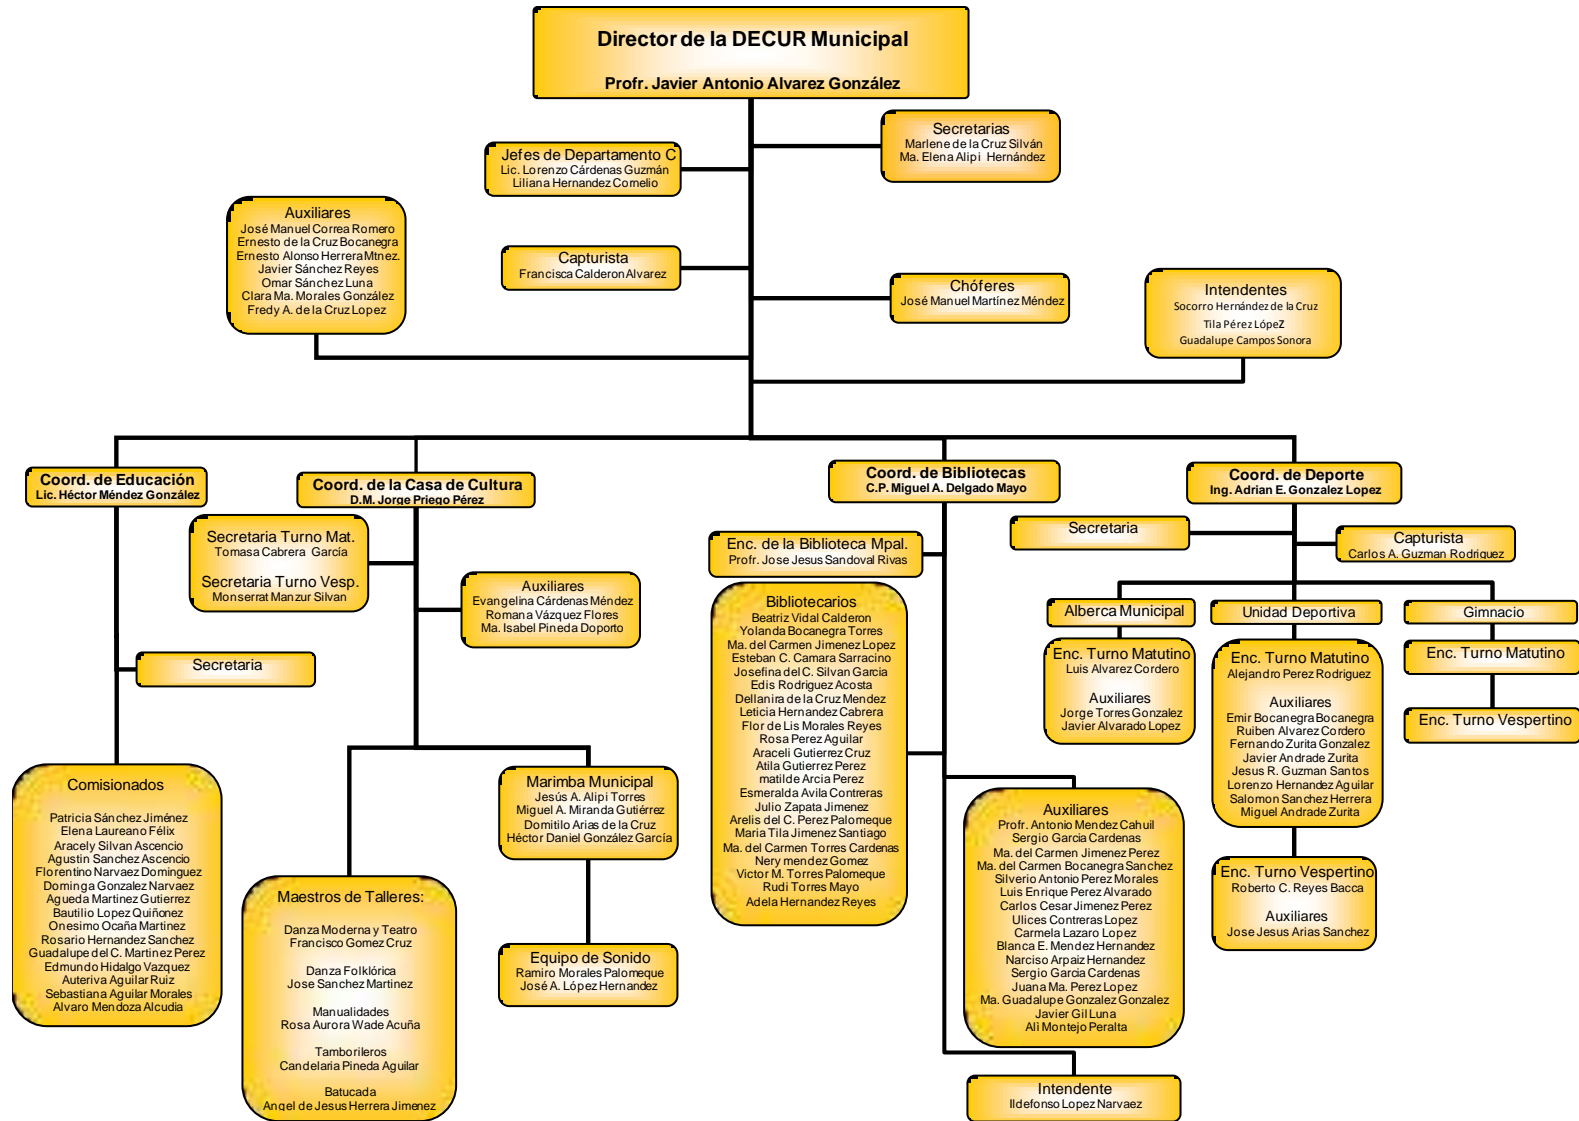 Director de la DECUR Municipal
Profr. Javier Antonio Alvarez González
Secretarias
Marlene de la Cruz Silván
Ma. Elena Alipi Hernández
Jefes de Departamento C
Lic. Lorenzo Cárdenas Guzmán
Liliana Hernandez Cornelio
Auxiliares
José Manuel Correa Romero
Ernesto de la Cruz Bocanegra
Ernesto Alonso Herrera Mtnez.
Javier Sánchez Reyes
Omar Sánchez Luna
Clara Ma. Morales González
Fredy A. de la Cruz Lopez
Capturista
Francisca Calderon Alvarez
Chóferes
José Manuel Martínez Méndez
Intendentes
Socorro Hernández de la Cruz
Tila Pérez LópeZ
Guadalupe Campos Sonora
Coord. de Educación
Lic. Héctor Méndez González
Coord. de la Casa de Cultura
D.M. Jorge Priego Pérez
Coord. de Bibliotecas
C.P. Miguel A. Delgado Mayo
Coord. de Deporte
Ing. Adrian E. Gonzalez Lopez
Secretaria Turno Mat.
Tomasa Cabrera García
Secretaria Turno Vesp.
Monserrat Manzur Silvan
Auxiliares
Evangelina Cárdenas Méndez
Romana Vázquez Flores
Ma. Isabel Pineda Doporto
Secretaria
Enc. de la Biblioteca Mpal.
Profr. Jose Jesus Sandoval Rivas
Secretaria
Capturista
Carlos A. Guzman Rodriguez
Bibliotecarios
Beatriz Vidal Calderon
Yolanda Bocanegra Torres
Ma. del Carmen Jimenez Lopez
Esteban C. Camara Sarracino
Josefina del C. Silvan Garcia
Edis Rodriguez Acosta
Dellanira de la Cruz Mendez
Leticia Hernandez Cabrera
Flor de Lis Morales Reyes
Rosa Perez Aguilar
Araceli Gutierrez Cruz
Atila Gutierrez Perez
matilde Arcia Perez
Esmeralda Avila Contreras
Julio Zapata Jimenez
Arelis del C. Perez Palomeque
Maria Tila Jimenez Santiago
Ma. del Carmen Torres Cardenas
Nery mendez Gomez
Victor M. Torres Palomeque
Rudi Torres Mayo
Adela Hernandez Reyes
Alberca Municipal
Unidad Deportiva
Gimnacio
Enc. Turno Matutino
Luis Alvarez Cordero
Auxiliares
Jorge Torres Gonzalez
Javier Alvarado Lopez
Enc. Turno Matutino
Alejandro Perez Rodriguez
Auxiliares
Emir Bocanegra Bocanegra
Ruiben Alvarez Cordero
Fernando Zurita Gonzalez
Javier Andrade Zurita
Jesus R. Guzman Santos
Lorenzo Hernandez Aguilar
Salomon Sanchez Herrera
Miguel Andrade Zurita
Enc. Turno Matutino
Enc. Turno Vespertino
Comisionados
Patricia Sánchez Jiménez
Elena Laureano Félix
Aracely Silvan Ascencio
Agustin Sanchez Ascencio
Florentino Narvaez Dominguez
Dominga Gonzalez Narvaez
Agueda Martinez Gutierrez
Bautilio Lopez Quiñonez
Onesimo Ocaña Martinez
Rosario Hernandez Sanchez
Guadalupe del C. Martinez Perez
Edmundo Hidalgo Vazquez
Auteriva Aguilar Ruiz
Sebastiana Aguilar Morales
Alvaro Mendoza Alcudia
Marimba Municipal
Jesús A. Alipi Torres
Miguel A. Miranda Gutiérrez
Domitilo Arias de la Cruz
Héctor Daniel González García
Auxiliares
Profr. Antonio Mendez Cahuil
Sergio Garcia Cardenas
Ma. del Carmen Jimenez Perez
Ma. del Carmen Bocanegra Sanchez
Silverio Antonio Perez Morales
Luis Enrique Perez Alvarado
Carlos Cesar Jimenez Perez
Ulices Contreras Lopez
Carmela Lazaro Lopez
Blanca E. Mendez Hernandez
Narciso Arpaiz Hernandez
Sergio Garcia Cardenas
Juana Ma. Perez Lopez
Ma. Guadalupe Gonzalez Gonzalez
Javier Gil Luna
Alì Montejo Peralta
Enc. Turno Vespertino
Roberto C. Reyes Bacca
Auxiliares
Jose Jesus Arias Sanchez
Maestros de Talleres:
Danza Moderna y Teatro
Francisco Gomez Cruz
Danza Folklórica
Jose Sanchez Martinez
Manualidades
Rosa Aurora Wade Acuña
Tamborileros
Candelaria Pineda Aguilar
Batucada
Angel de Jesus Herrera Jimenez
Equipo de Sonido
Ramiro Morales Palomeque
José A. López Hernandez
Intendente
Ildefonso Lopez Narvaez